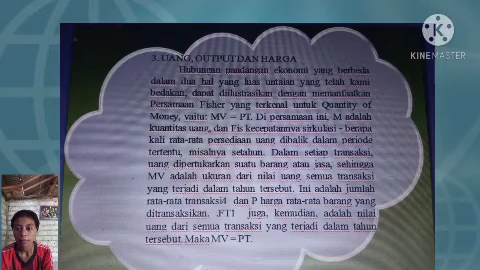 3. UANG, OUTPUT DAN HARGA
Hubungan pandangan ekonomi yang berbeda
dalam dua hal yang luas untaian yang telah kami
bedakan, dapat diilustrasikan dengan memanfaatkan
Persamaan Fisher yang terkenal untuk Quantity of
Money, yaitu: MV = PT. Di persamaan ini, M adalah
kuantitas uang, dan Fis kecepatannya sirkulasi - berapa
kali rata-rata persediaan uang dibalik dalam periode
tertentu, misalnya setahun. Dalam setiap transaksi,
uang dipertukarkan suatu barang atau jasa, sehingga
MV adalah ukuran dari nilai uang semua transaksi
yang terjadi dalam tahun tersebut. Ini adalah jumlah
rata-rata transaksi4 dan P harga rata-rata barang yang
ditransaksikan. .FT1 juga, kemudian, adalah nilai
uang dari semua transaksi yang terjadi dalam tahun
tersebut. Maka MV = PT.
KINEMASTER